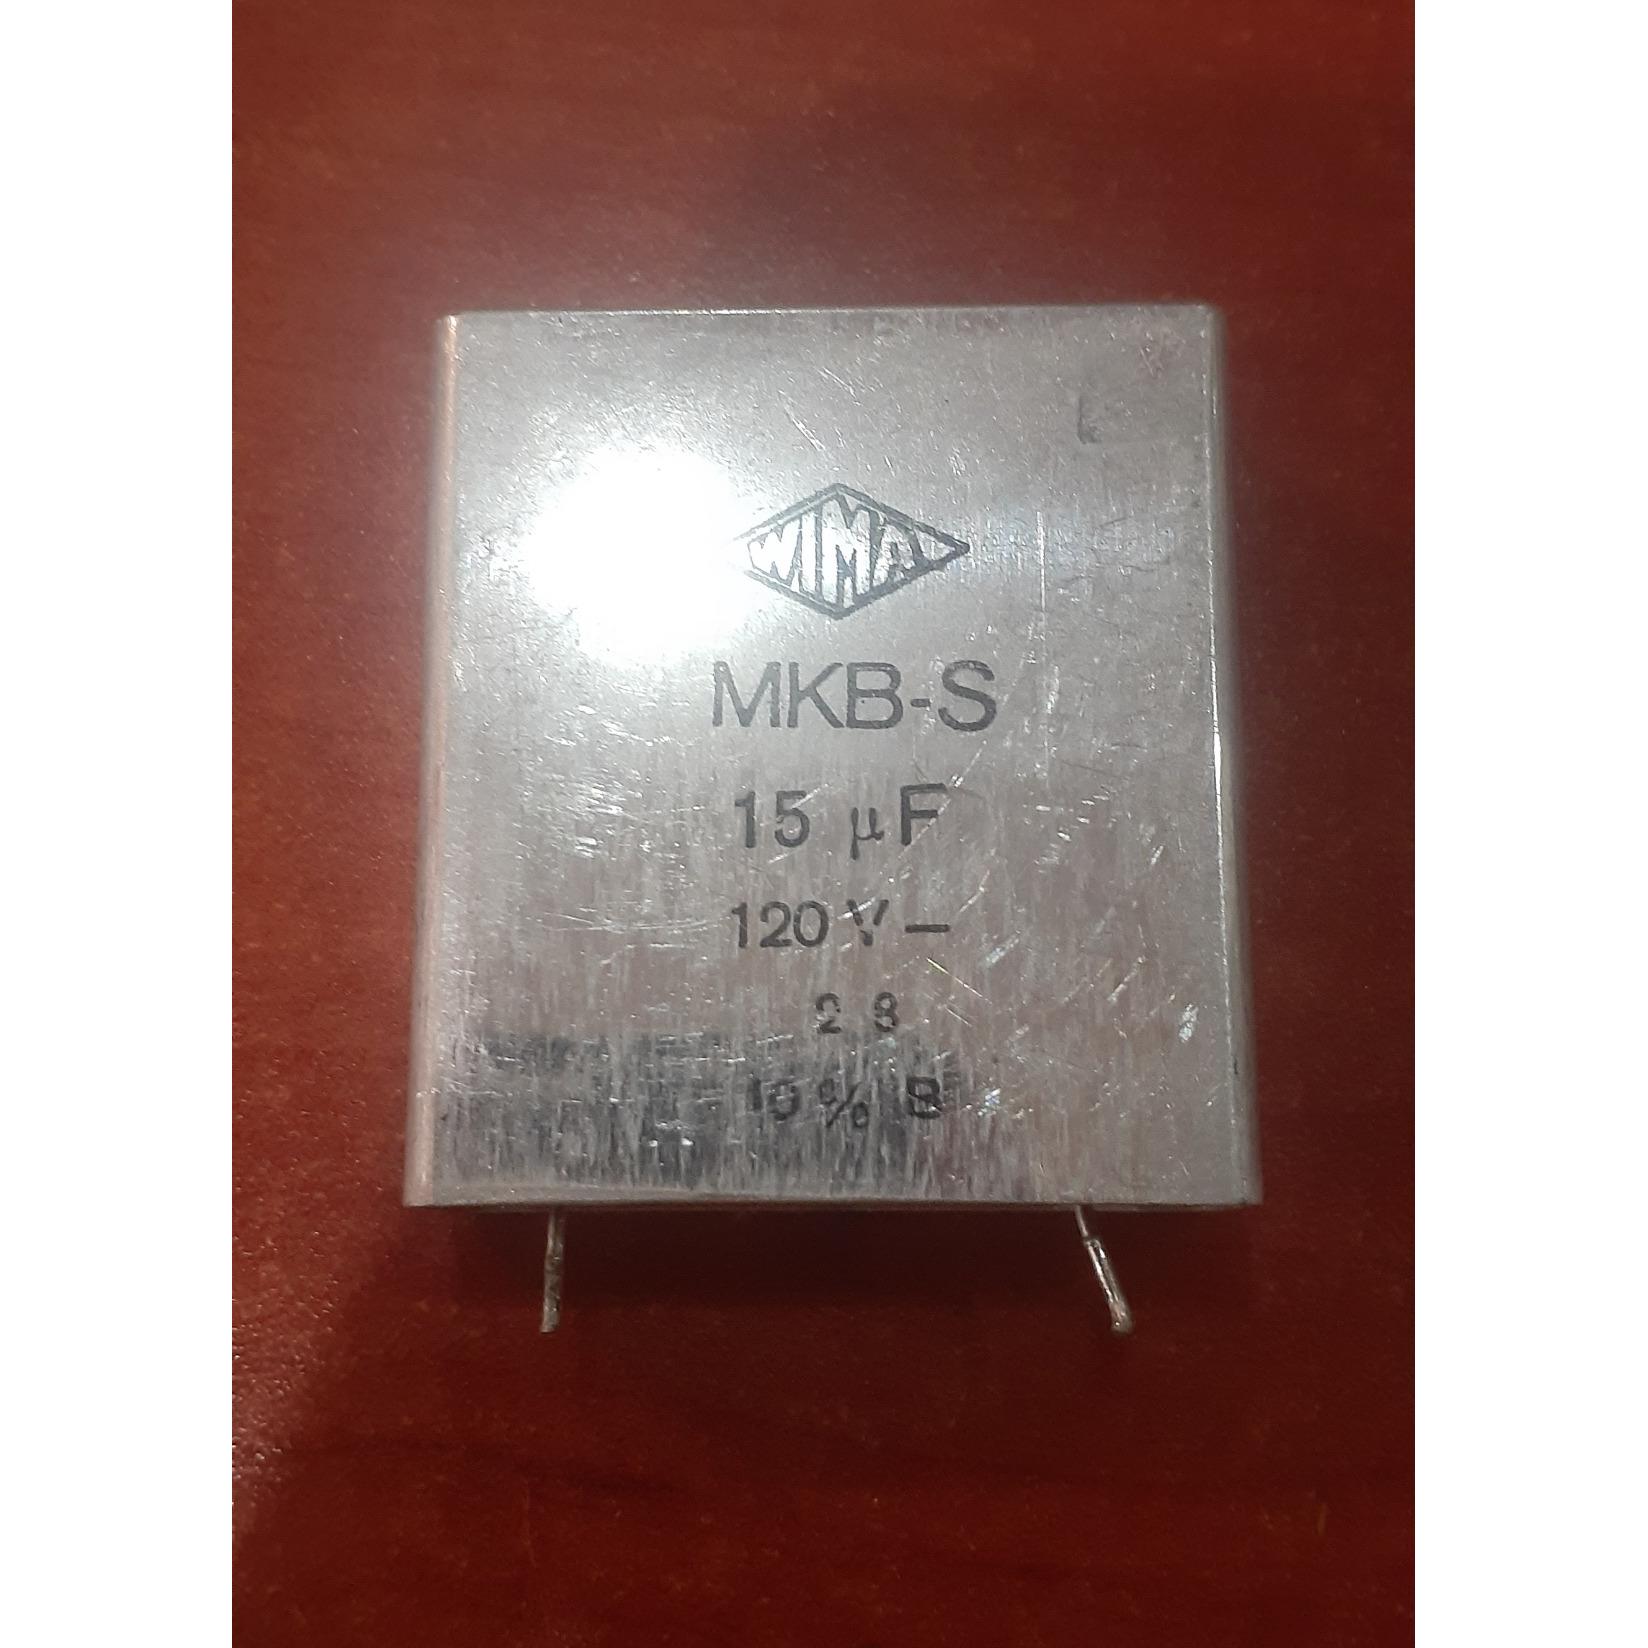 WIMA
MKB-S
15 µF
120 V –
2 8
10 % B